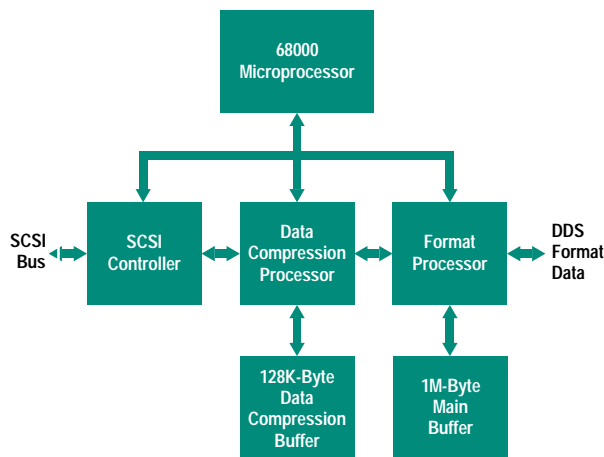 68000
Microprocessor
SCSI
Bus
SCSI
Controller
Data
Compression
Processor
Format
Processor
DDS
Format
Data
128K-Byte
Data
Compression
Buffer
1M-Byte
Main
Buffer